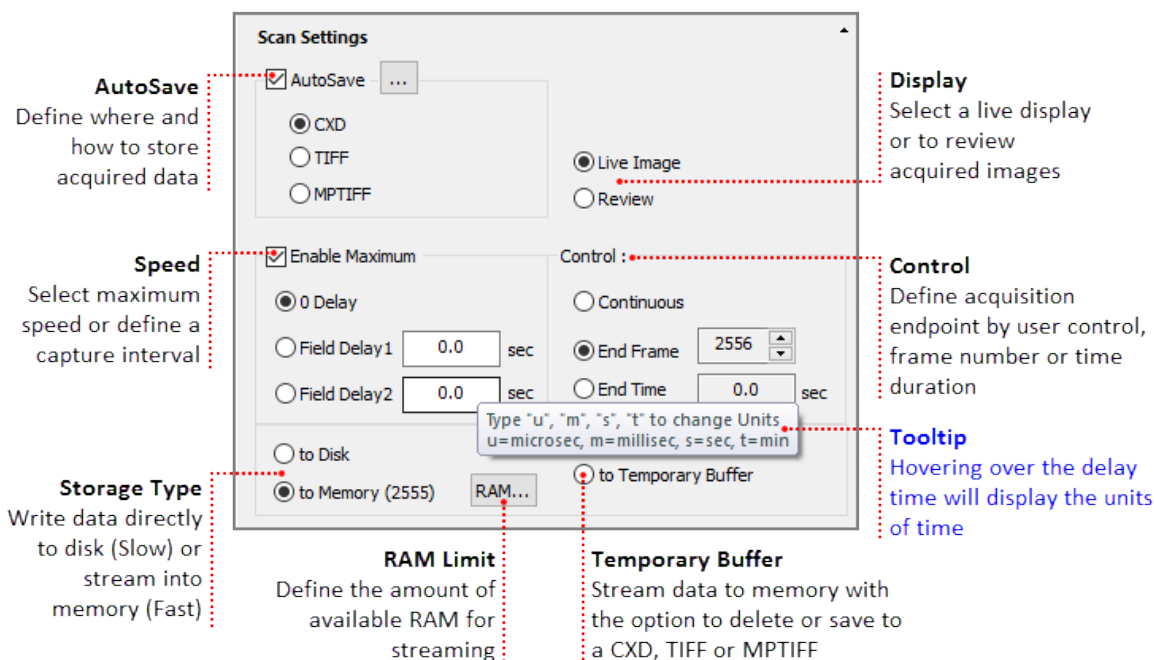 Scan Settings
AutoSave
Define where and
how to store
acquired data
AutoSave ...
CXD
TIFF
MPTIFF
Live Image
Review
Display
Select a live display
or to review
acquired images
Speed
Select maximum
speed or define a
capture interval
Enable Maximum
0 Delay
Field Delay1 0.0 sec
Field Delay2 0.0 sec
Control :
Continuous
End Frame 2556
End Time 0.0 sec
Type "u", "m", "s", "t" to change Units
u=microsec, m=millisec, s=sec, t=min
Control
Define acquisition
endpoint by user control,
frame number or time
duration
Tooltip
Hovering over the delay
time will display the units
of time
Storage Type
Write data directly
to disk (Slow) or
stream into
memory (Fast)
to Disk
to Memory (2555) RAM...
to Temporary Buffer
RAM Limit
Define the amount of
available RAM for
streaming
Temporary Buffer
Stream data to memory with
the option to delete or save to
a CXD, TIFF or MPTIFF